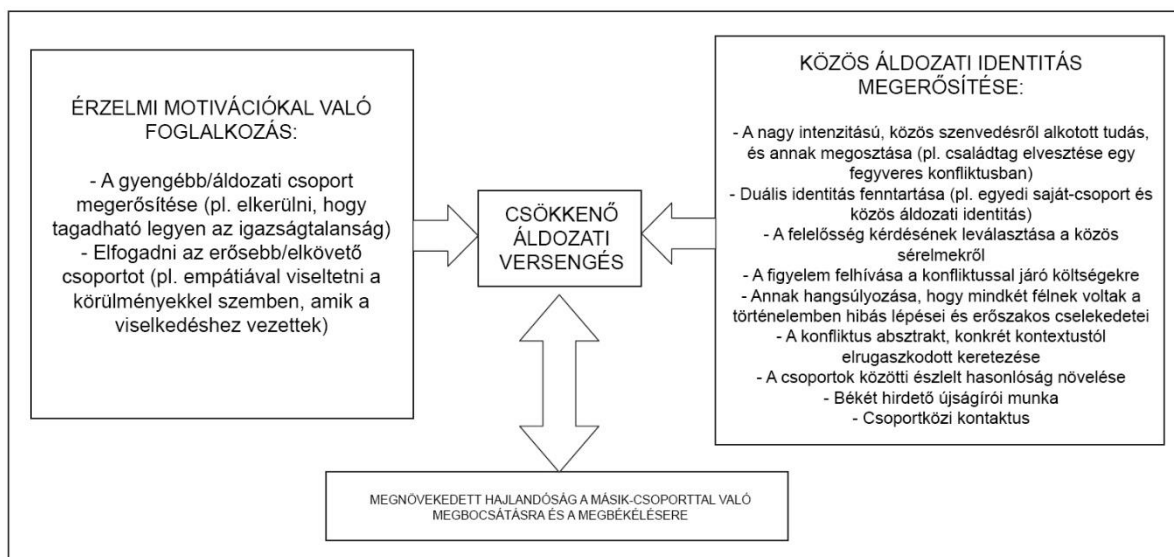 ÉRZELMI MOTIVÁCIÓKAL VALÓ
FOGLALKOZÁS:
- A gyengébb/áldozati csoport
megerősítése (pl. elkerülni, hogy
tagadható legyen az igazságtalanság)
- Elfogadni az erősebb/elkövető
csoportot (pl. empátiával viseltetni a
körülményekkel szemben, amik a
viselkedéshez vezettek)
CSÖKKENŐ
ÁLDOZATI
VERSENGÉS
KÖZÖS ÁLDOZATI IDENTITÁS
MEGERŐSÍTÉSE:
- A nagy intenzitású, közös szenvedésről alkotott tudás,
és annak megosztása (pl. családtag elvesztése egy
fegyveres konfliktusban)
- Duális identitás fenntartása (pl. egyedi saját-csoport és
közös áldozati identitás)
- A felelősség kérdésének leválasztása a közös
sérelmekről
- A figyelem felhívása a konfliktussal járó költségekre
- Annak hangsúlyozása, hogy mindkét félnek voltak a
történelemben hibás lépései és erőszakos cselekedetei
- A konfliktus absztrakt, konkrét kontextustól
elrugaszkodott keretezése
- A csoportok közötti észlelt hasonlóság növelése
- Békét hirdető újságírói munka
- Csoportközi kontaktus
MEGNÖVEKEDETT HAJLANDÓSÁG A MÁSIK-CSOPORTTAL VALÓ
MEGBOCSÁTÁSRA ÉS A MEGBÉKÉLÉSERE